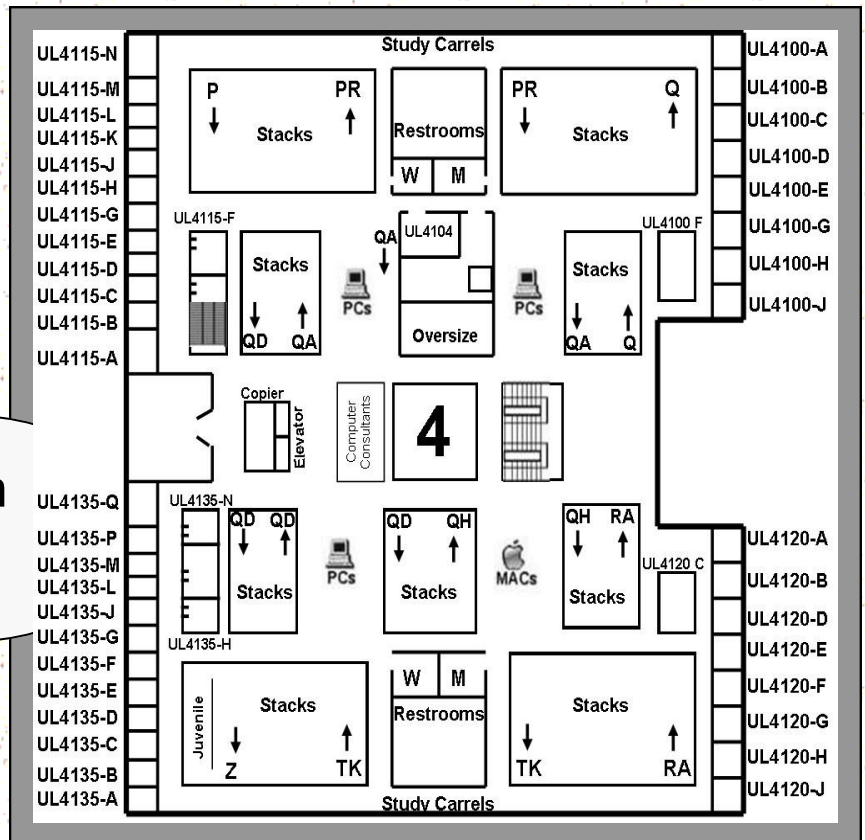 Study Carrels
UL4115-N
UL4115-M
UL4115-L
UL4115-K
UL4115-J
UL4115-H
UL4115-G
UL4115-E
UL4115-D
UL4115-C
UL4115-B
UL4115-A
UL4100-A
UL4100-B
UL4100-C
UL4100-D
UL4100-E
UL4100-G
UL4100-H
UL4100-J
P PR
Stacks
Restrooms
W M
PR Q
Stacks
UL4115-F
Stacks
QD QA
QA
PCs
UL4104
Oversize
PCs
Stacks
QA Q
UL4100 F
Copier
Elevator
Computer
Consultants
4
n
UL4135-Q
UL4135-P
UL4135-M
UL4135-L
UL4135-J
UL4135-G
UL4135-F
UL4135-E
UL4135-D
UL4135-C
UL4135-B
UL4135-A
UL4135-N
QD QD
Stacks
UL4135-H
PCs
QD QH
Stacks
MACs
QH RA
Stacks
UL4120 C
UL4120-A
UL4120-B
UL4120-D
UL4120-E
UL4120-F
UL4120-G
UL4120-H
UL4120-J
Juvenile
Stacks
Z TK
W M
Restrooms
Stacks
TK RA
Study Carrels